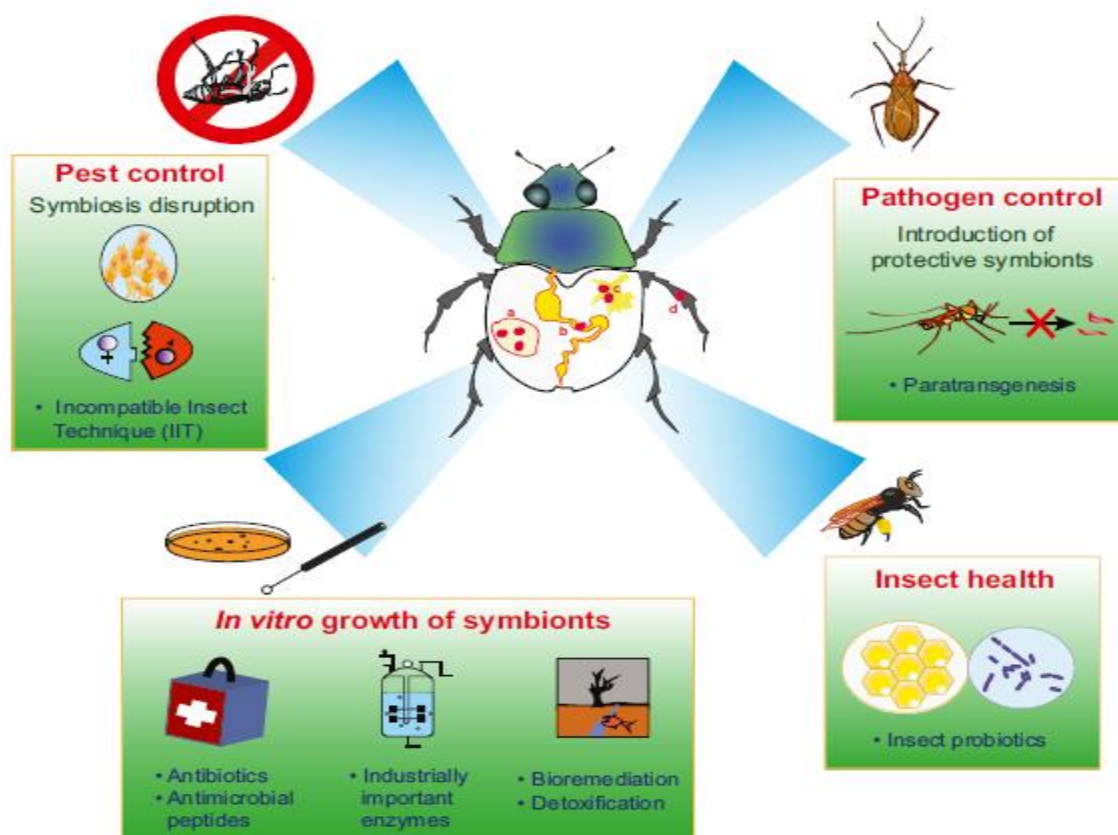 Pest control
Symbiosis disruption
• Incompatible Insect
Technique (IIT)
Pathogen control
Introduction of
protective symbionts
• Paratransgenesis
a
b
c
d
In vitro growth of symbionts
• Antibiotics
• Antimicrobial
peptides
• Industrially
important
enzymes
• Bioremediation
• Detoxification
Insect health
• Insect probiotics